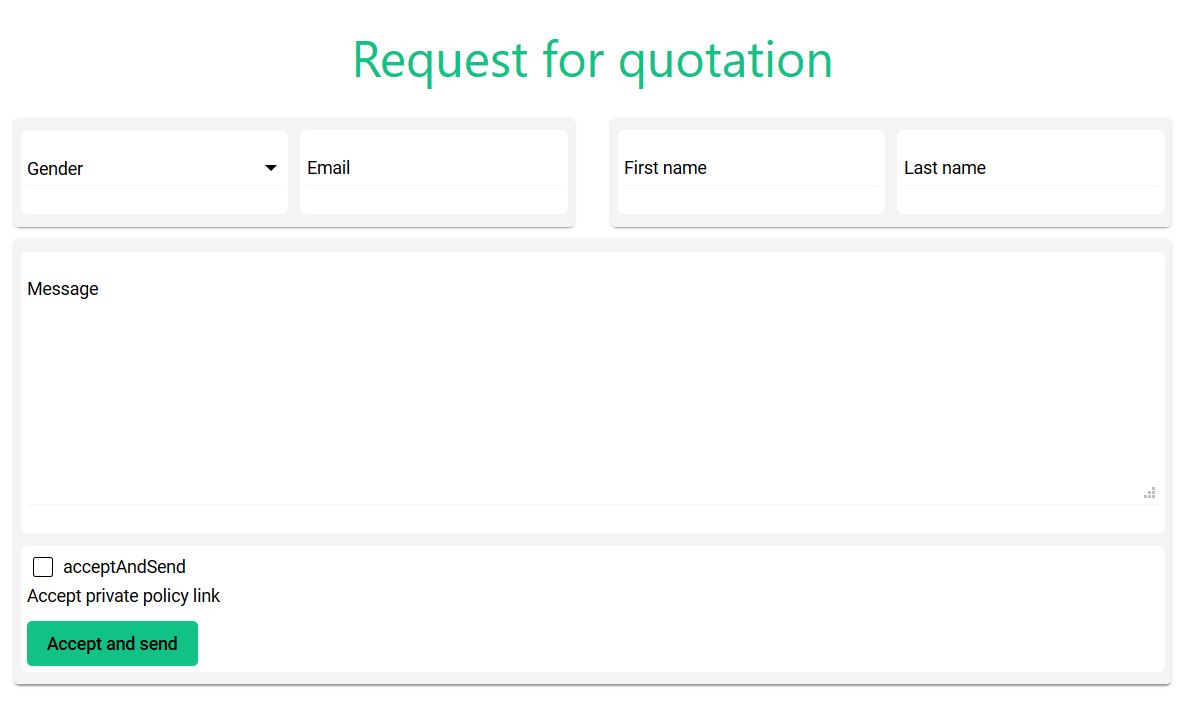 Request for quotation
Gender
Email
First name
Last name
Message
acceptAndSend
Accept private policy link
Accept and send